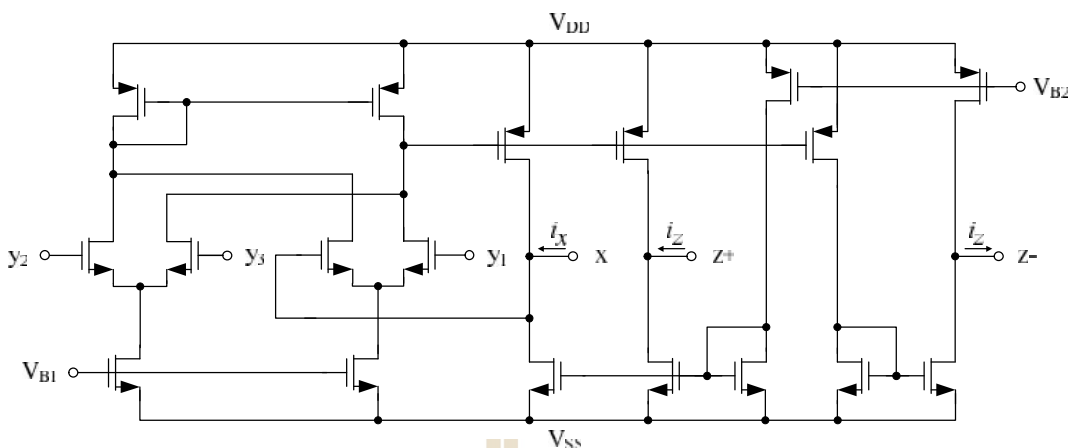 VDD
VB2
y2
y3
y1
iX
x
iZ
z+
iZ
z-
VB1
VSS